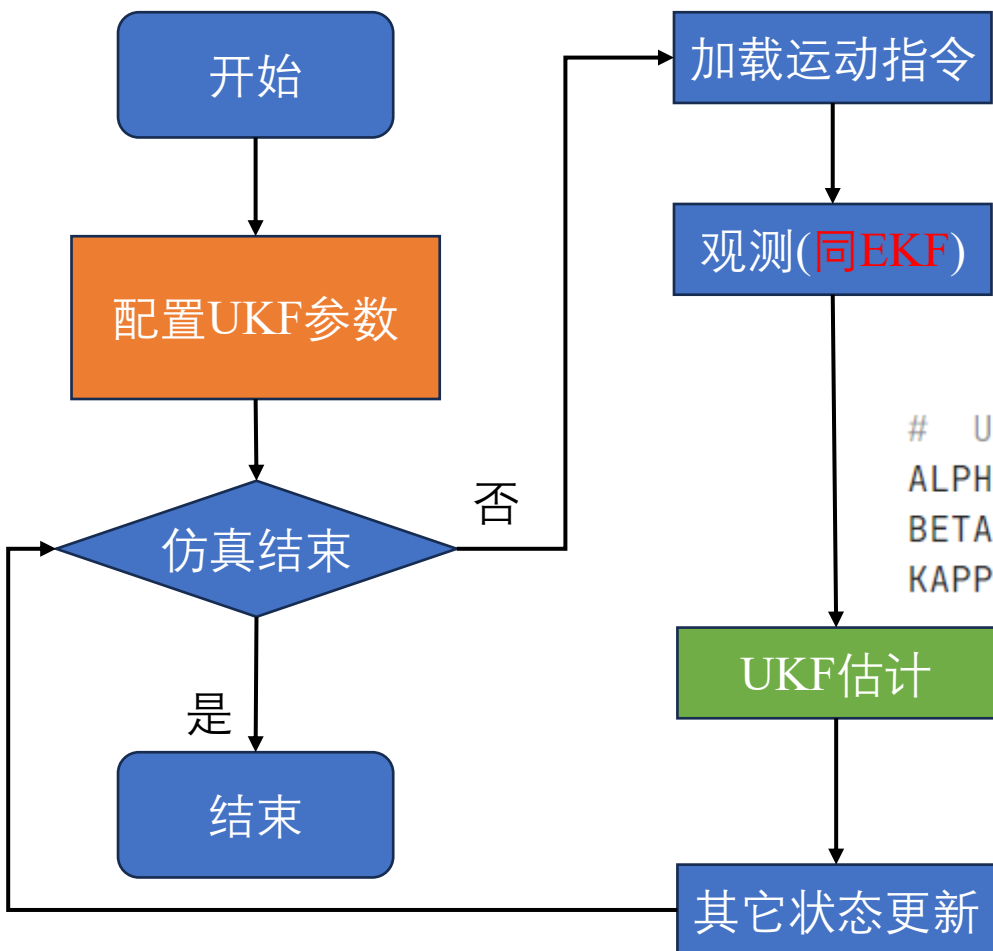 开始
配置UKF参数
仿真结束
否
是
结束
加载运动指令
观测(同EKF)
# U
ALPH
BETA
KAPP
UKF估计
其它状态更新